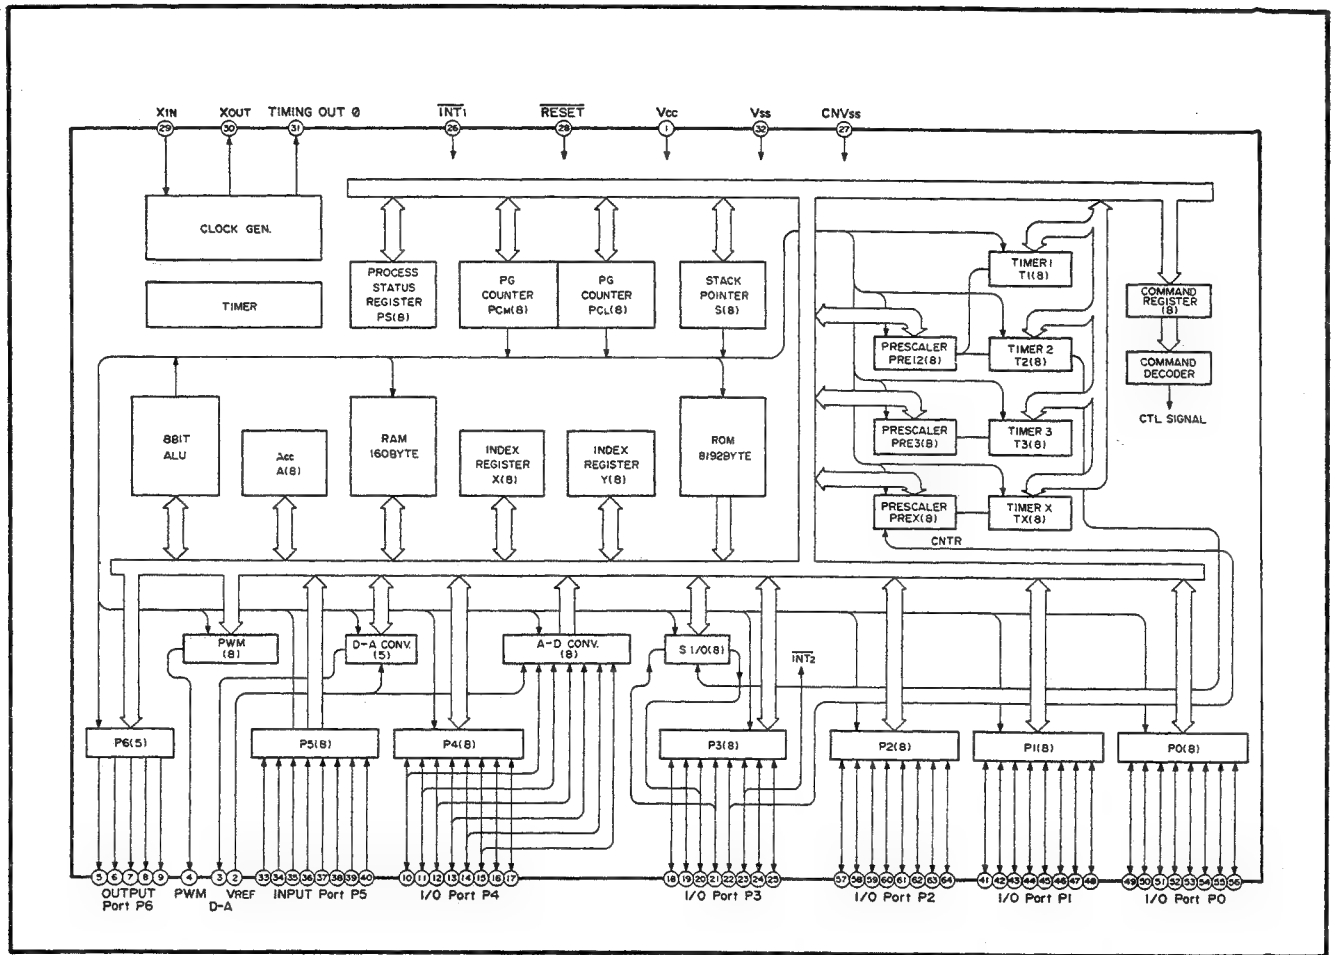 XIN XOUT TIMING OUT Ø INT1 RESET Vcc Vss CNVss
29 30 31 26 28 1 32 27
CLOCK GEN.
TIMER
PROCESS
STATUS
REGISTER
PS(8)
PG
COUNTER
PCM(8)
PG
COUNTER
PCL(8)
STACK
POINTER
S(8)
TIMER 1
T1(8)
PRESCALER
PRE12(8)
TIMER 2
T2(8)
PRESCALER
PRE3(8)
TIMER 3
T3(8)
PRESCALER
PREX(8)
TIMER X
TX(8)
CNTR
COMMAND
REGISTER
(8)
COMMAND
DECODER
CTL SIGNAL
8BIT
ALU
Acc
A(8)
RAM
160BYTE
INDEX
REGISTER
X(8)
INDEX
REGISTER
Y(8)
ROM
8192BYTE
PWM
(8)
D-A CONV.
(5)
A-D CONV.
(8)
S I/O(8)
INT2
P6(5) P5(8) P4(8) P3(8) P2(8) P1(8) P0(8)
5 6 7 8 9 4 3 2 33 34 35 36 37 38 39 40 10 11 12 13 14 15 16 17 18 19 20 21 22 23 24 25 57 58 59 60 61 62 63 64 41 42 43 44 45 46 47 48 49 50 51 52 53 54 55 56
OUTPUT
Port P6
PWM
D-A
VREF
INPUT Port P5
I/O Port P4
I/O Port P3
I/O Port P2
I/O Port P1
I/O Port P0